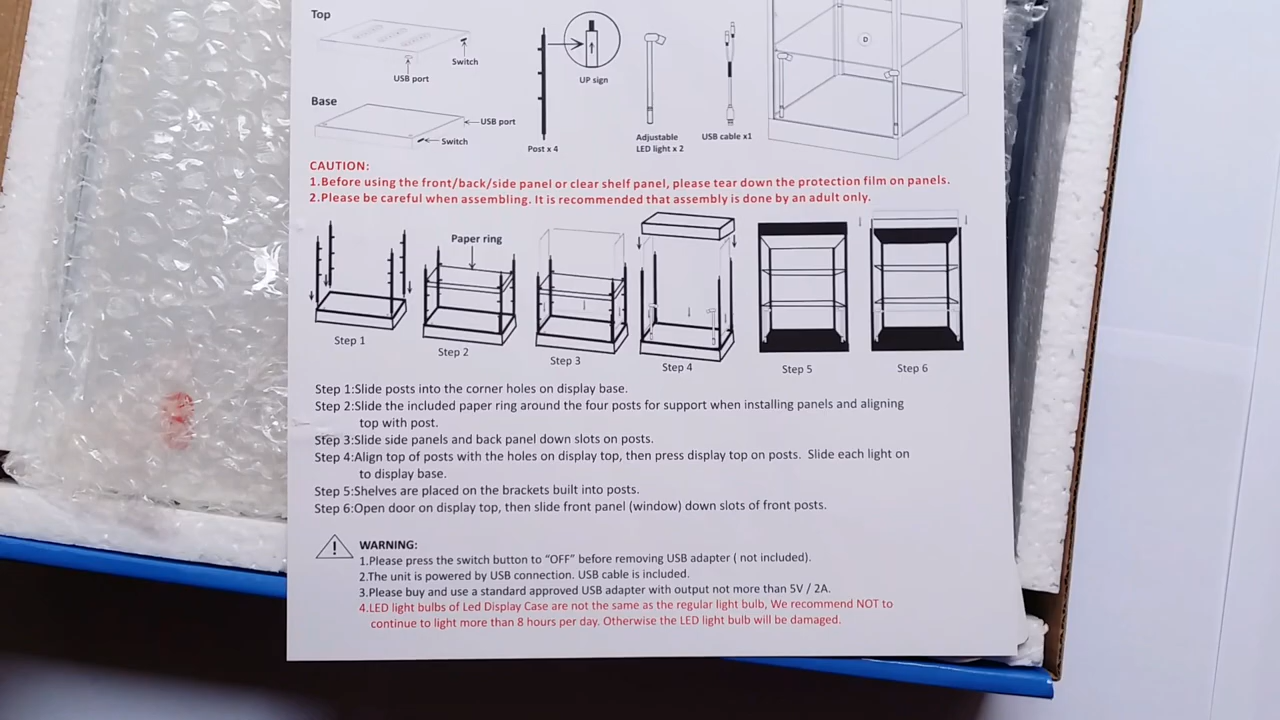 Top
Switch
USB port
UP sign
Base
USB port
Switch
Post x 4
Adjustable
LED light x 2
USB cable x1
D
CAUTION:
1.Before using the front/back/side panel or clear shelf panel, please tear down the protection film on panels.
2.Please be careful when assembling. It is recommended that assembly is done by an adult only.
Paper ring
Step 1
Step 2
Step 3
Step 4
Step 5
Step 6
Step 1:Slide posts into the corner holes on display base.
Step 2:Slide the included paper ring around the four posts for support when installing panels and aligning
top with post.
Step 3:Slide side panels and back panel down slots on posts.
Step 4:Align top of posts with the holes on display top, then press display top on posts. Slide each light on
to display base.
Step 5:Shelves are placed on the brackets built into posts.
Step 6:Open door on display top, then slide front panel (window) down slots of front posts.
WARNING:
1.Please press the switch button to “OFF” before removing USB adapter ( not included).
2.The unit is powered by USB connection. USB cable is included.
3.Please buy and use a standard approved USB adapter with output not more than 5V / 2A.
4.LED light bulbs of Led Display Case are not the same as the regular light bulb, We recommend NOT to
continue to light more than 8 hours per day. Otherwise the LED light bulb will be damaged.